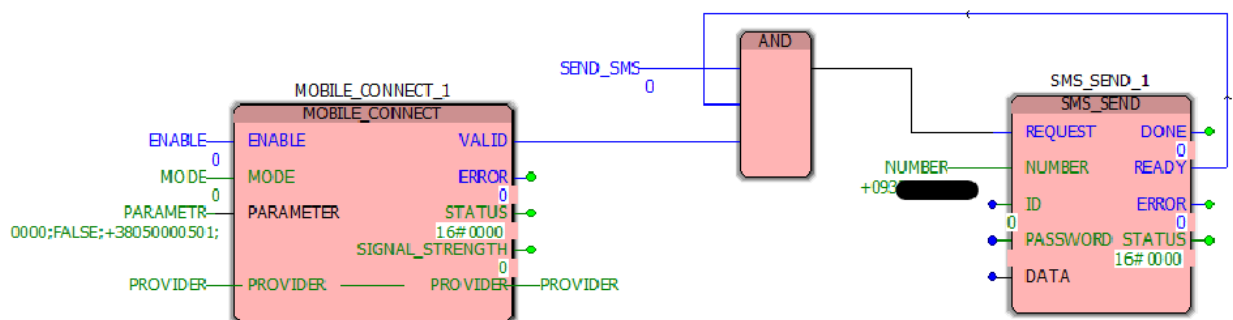 AND
SEND_SMS
0
MOBILE_CONNECT_1
MOBILE_CONNECT
SMS_SEND_1
SMS_SEND
ENABLE ENABLE VALID
0
MODE MODE ERROR
0 0
PARAMETR PARAMETER STATUS
0000;FALSE;+38050000501; 16#0000
SIGNAL_STRENGTH
0
PROVIDER PROVIDER PROVIDER PROVIDER
REQUEST DONE
0
NUMBER NUMBER READY
+093
ID ERROR
0 0
PASSWORD STATUS
16#0000
DATA